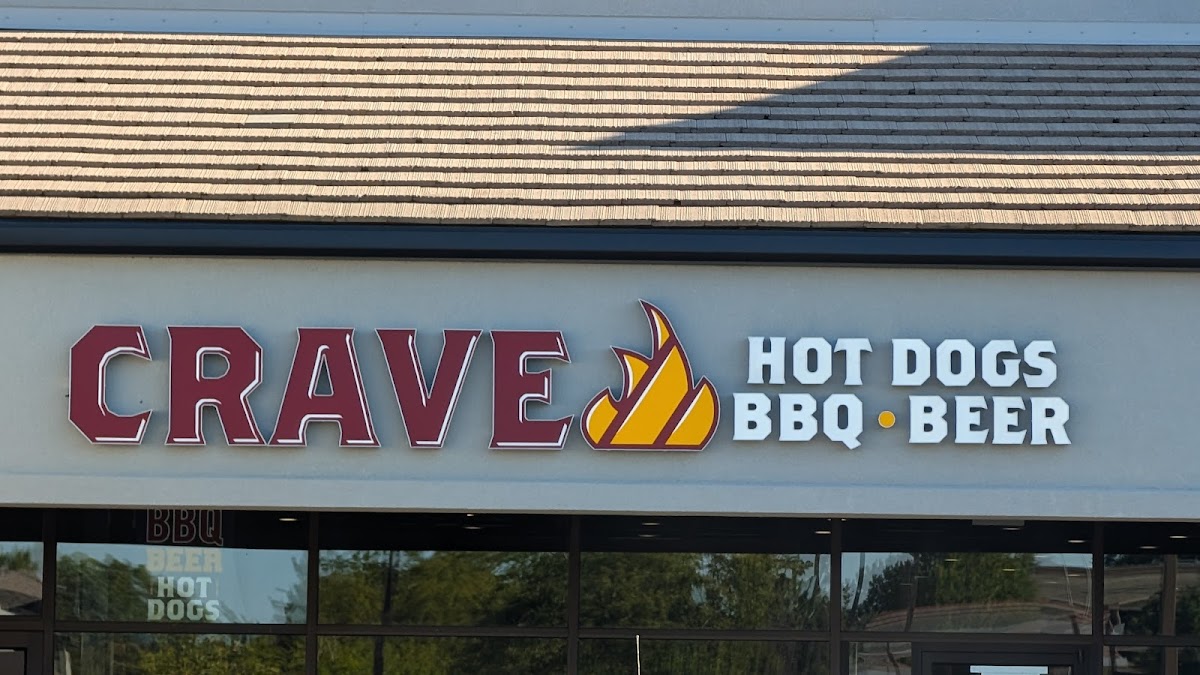 CRAVE
HOT DOGS
BBQ • BEER
BBQ
BEER
HOT
DOGS